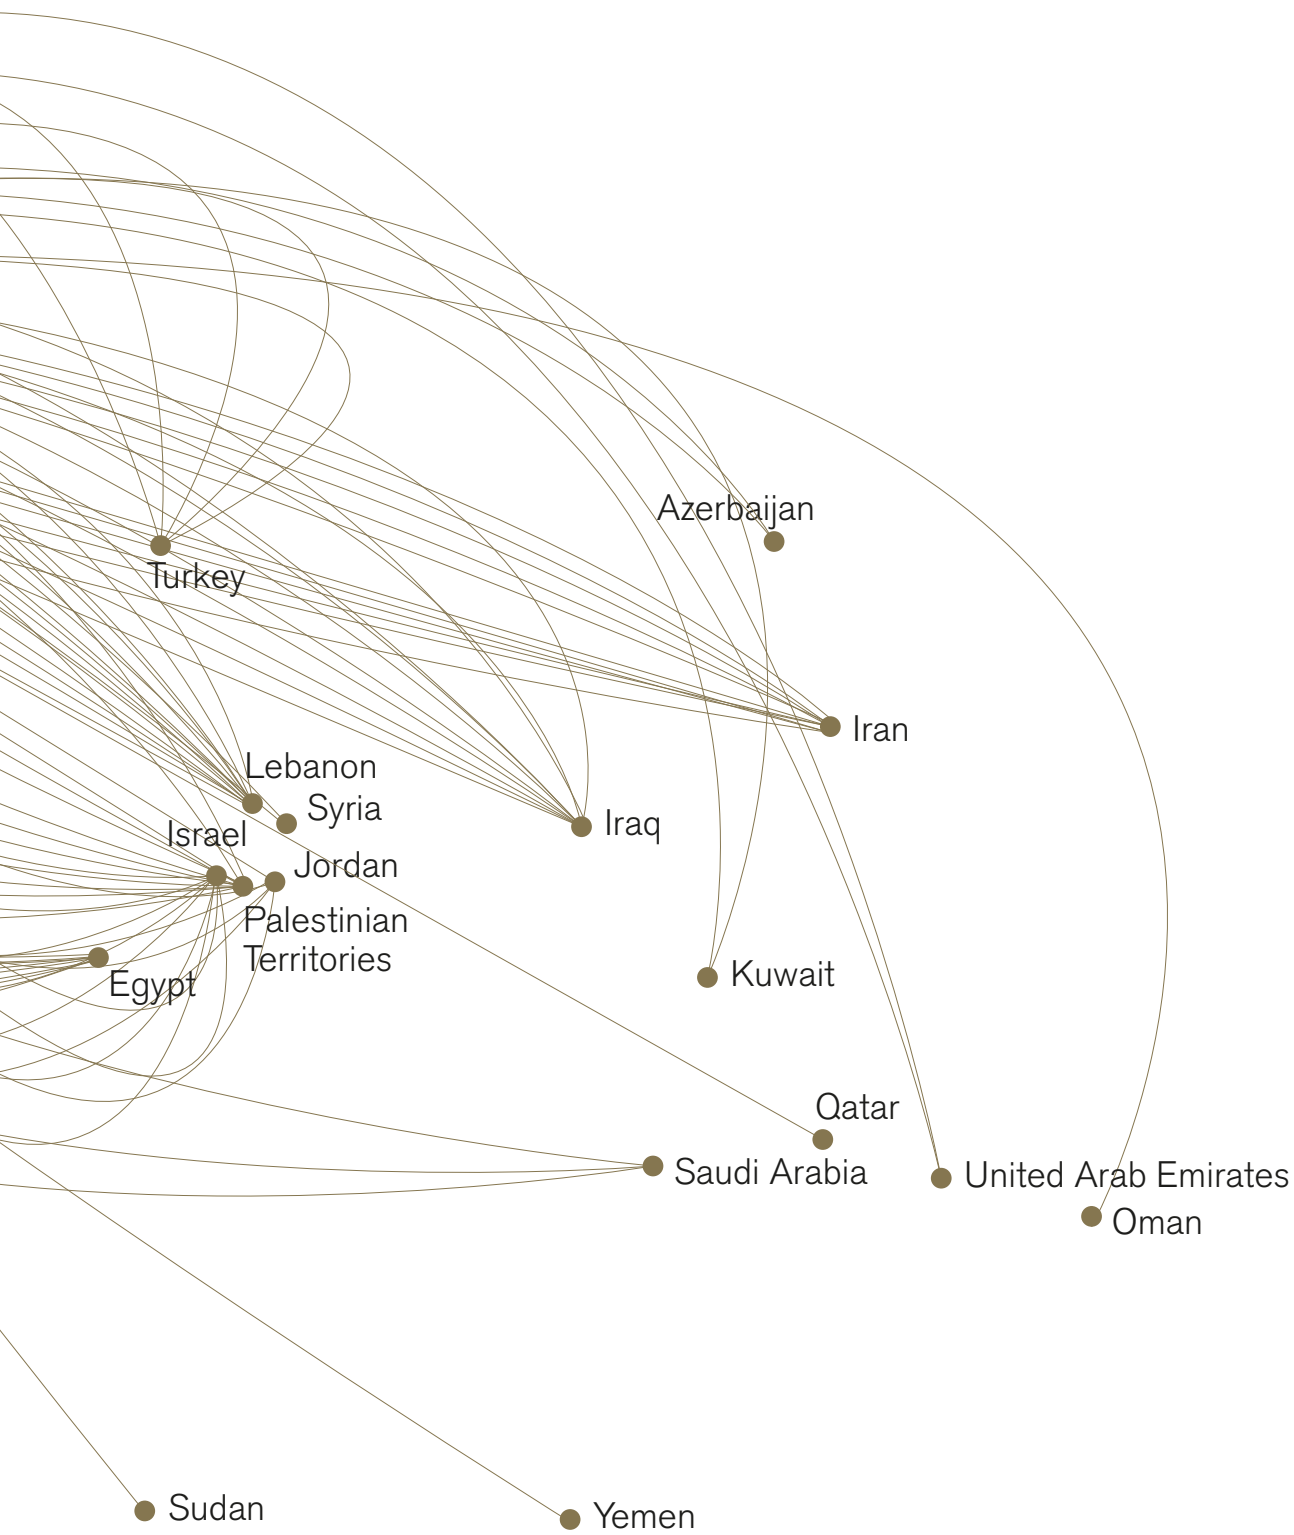 Azerbaijan
Turkey
Iran
Lebanon
Syria
Iraq
Israel
Jordan
Palestinian
Territories
Egypt
Kuwait
Qatar
Saudi Arabia
United Arab Emirates
Oman
Sudan
Yemen